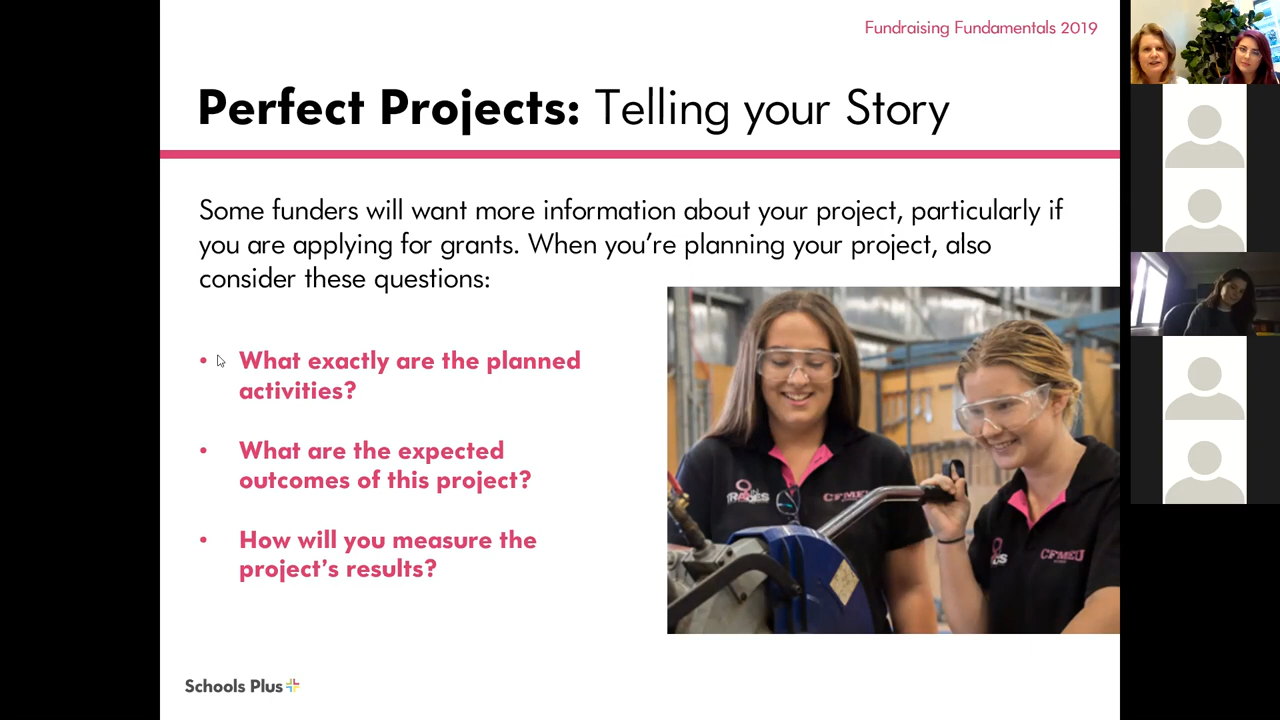 Fundraising Fundamentals 2019
Perfect Projects: Telling your Story
Some funders will want more information about your project, particularly if
you are applying for grants. When you’re planning your project, also
consider these questions:
• What exactly are the planned
activities?
• What are the expected
outcomes of this project?
• How will you measure the
project’s results?
CFMEU
CFMEU
Schools Plus